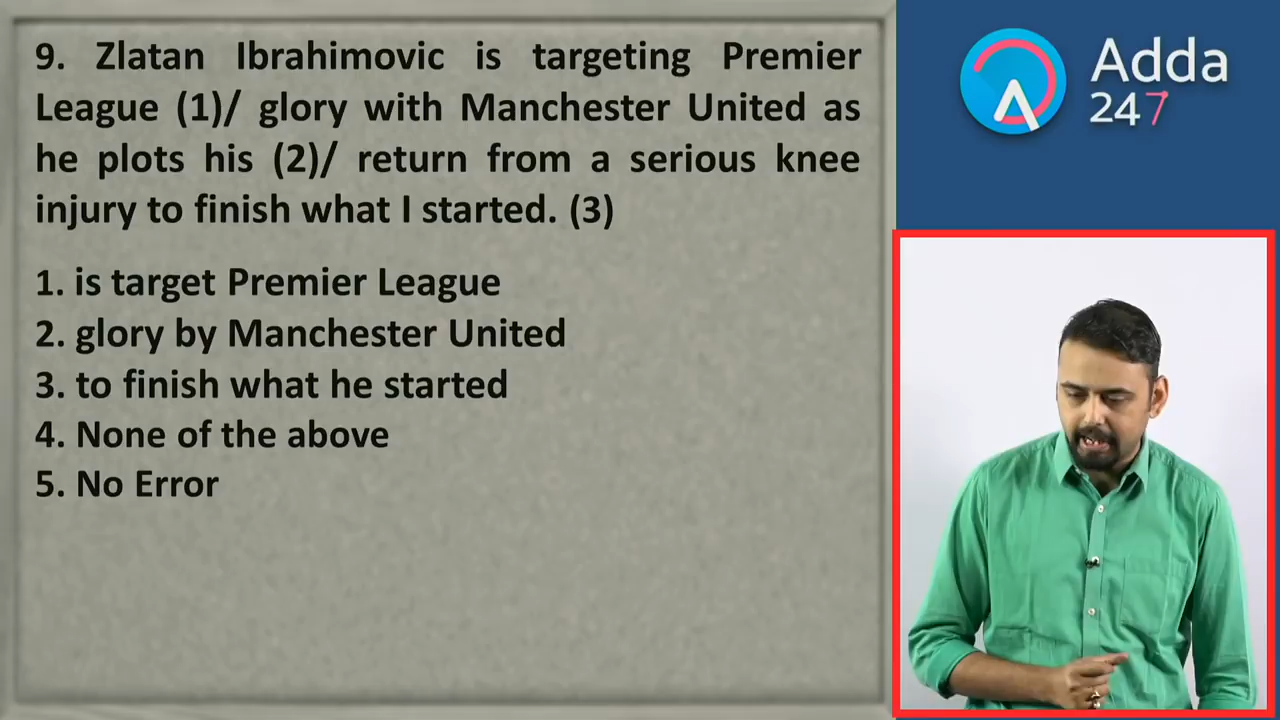 9. Zlatan Ibrahimovic is targeting Premier
League (1)/ glory with Manchester United as
he plots his (2)/ return from a serious knee
injury to finish what I started. (3)
1. is target Premier League
2. glory by Manchester United
3. to finish what he started
4. None of the above
5. No Error
Adda
247